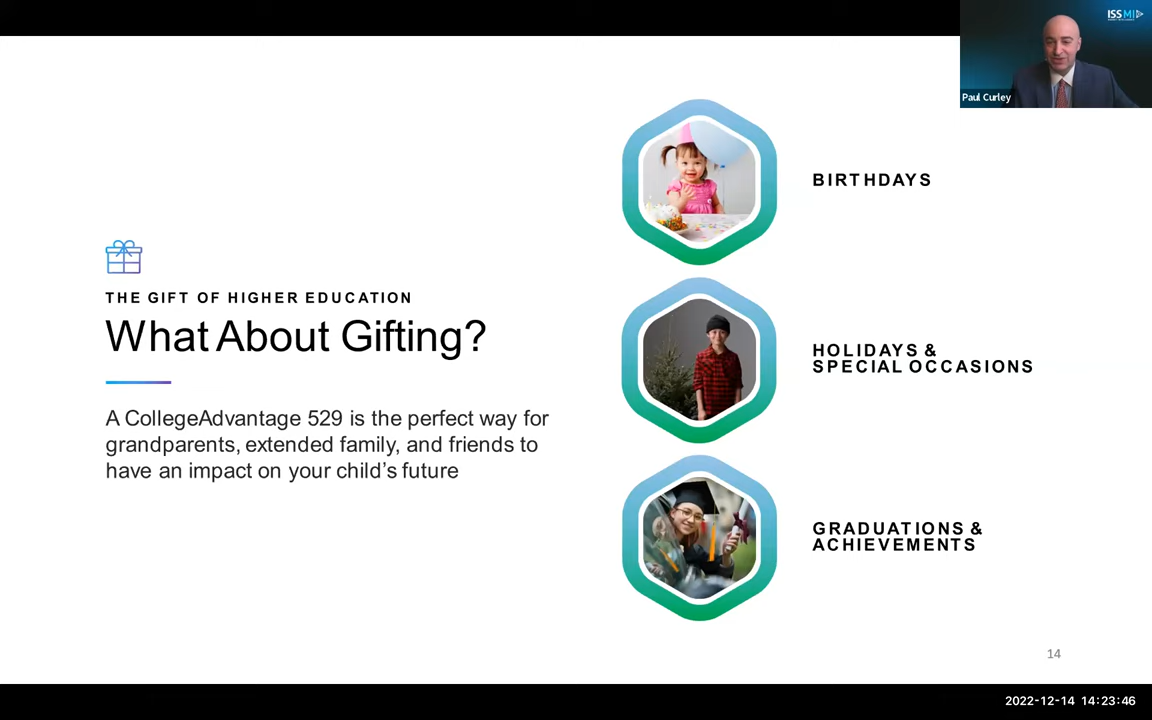 ISS MI
Paul Curley
THE GIFT OF HIGHER EDUCATION
What About Gifting?
A CollegeAdvantage 529 is the perfect way for
grandparents, extended family, and friends to
have an impact on your child's future
BIRTHDAYS
HOLIDAYS &
SPECIAL OCCASIONS
GRADUATIONS &
ACHIEVEMENTS
14
2022-12-14 14:23:46